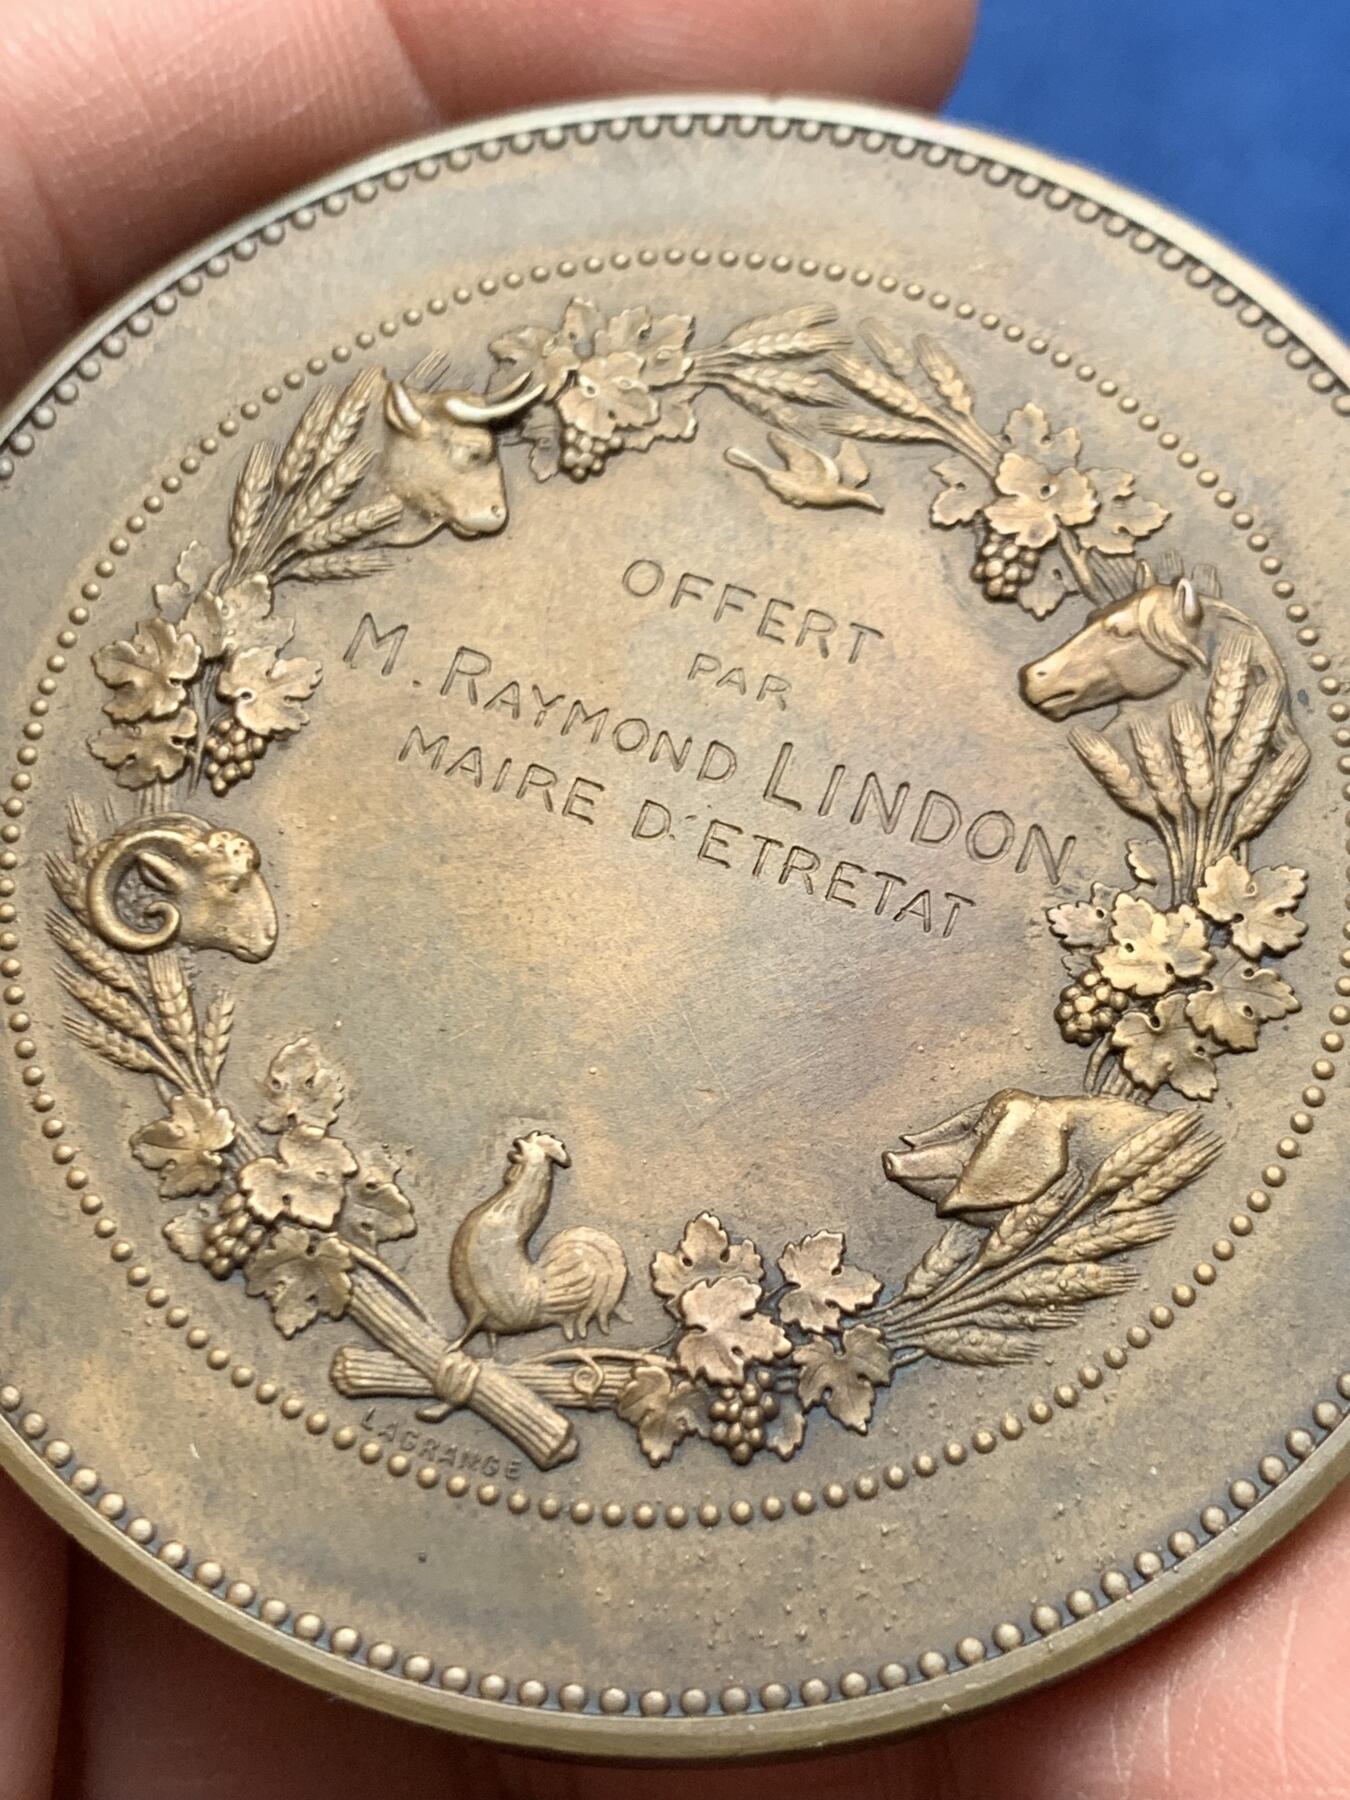 OFFERT
PAR
M. RAYMOND LINDON
MAIRE D'ETRETAT
LAGRANGE